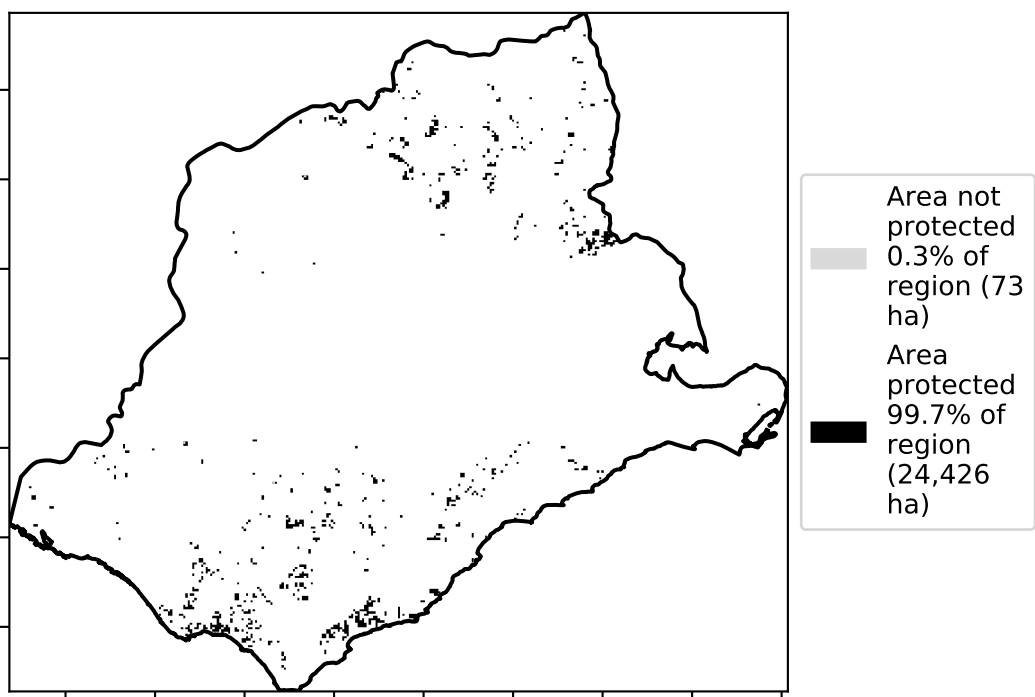 Area not
protected
0.3% of
region (73
ha)
Area
protected
99.7% of
region
(24,426
ha)